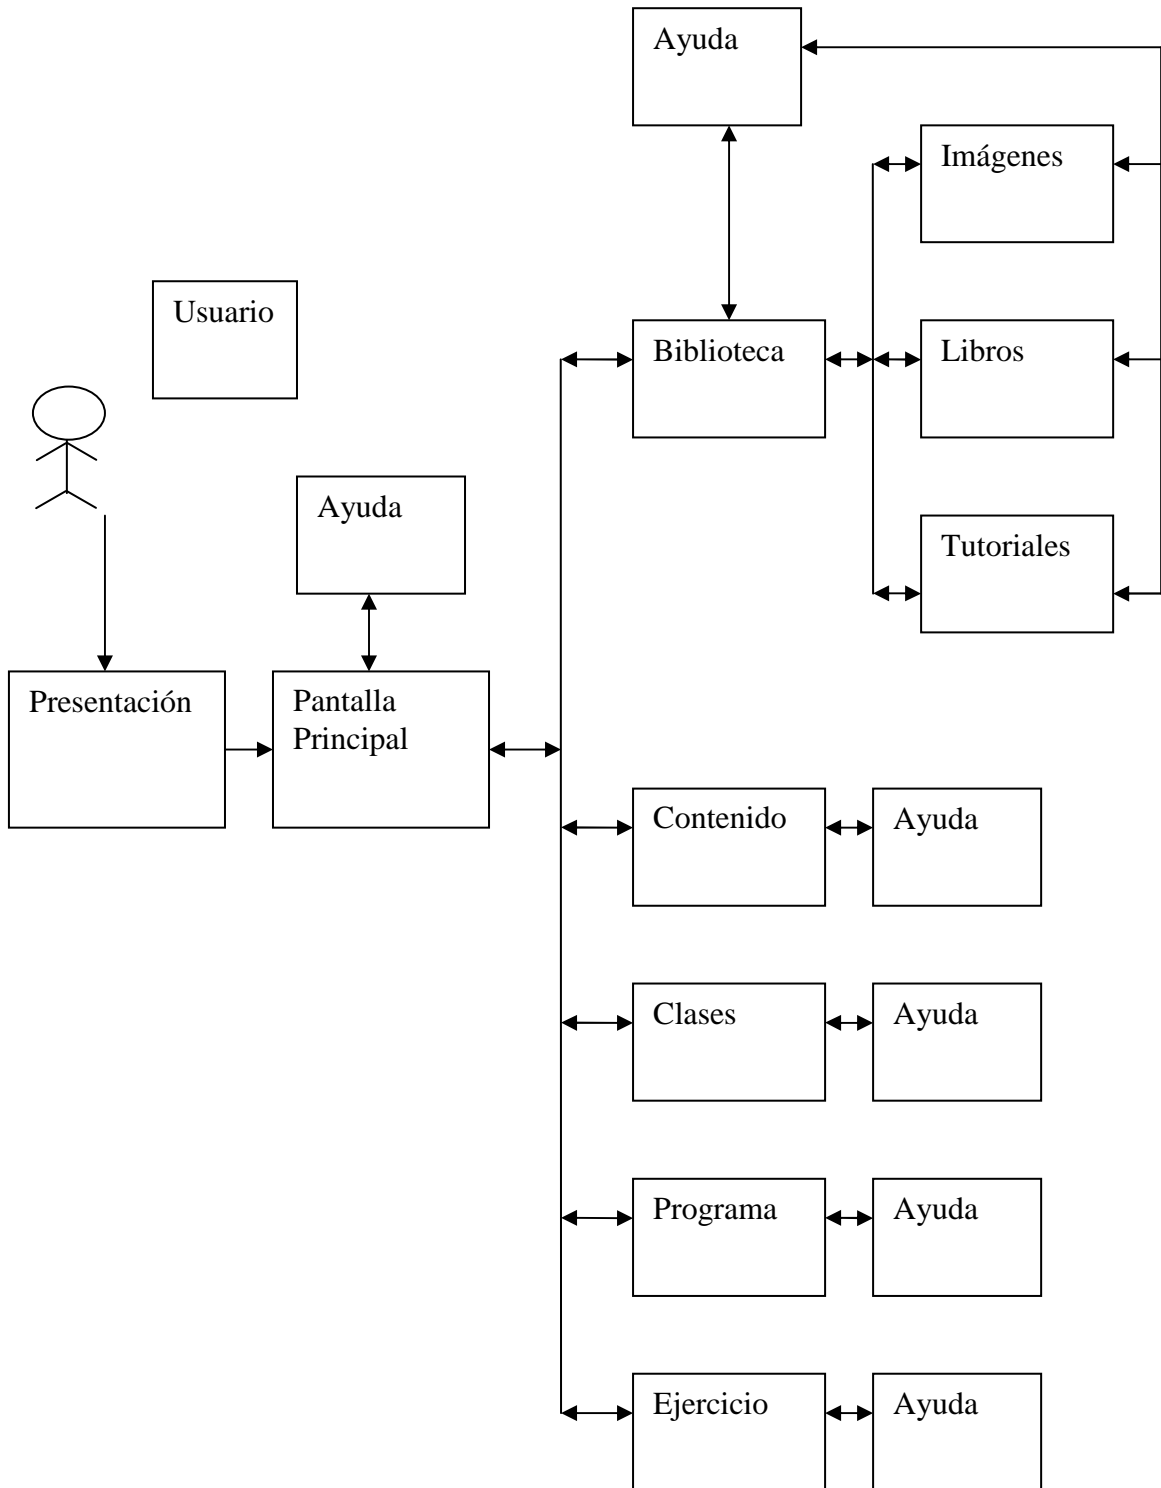 Ayuda
Imágenes
Usuario
Biblioteca
Libros
Ayuda
Tutoriales
Presentación
Pantalla
Principal
Contenido
Ayuda
Clases
Ayuda
Programa
Ayuda
Ejercicio
Ayuda